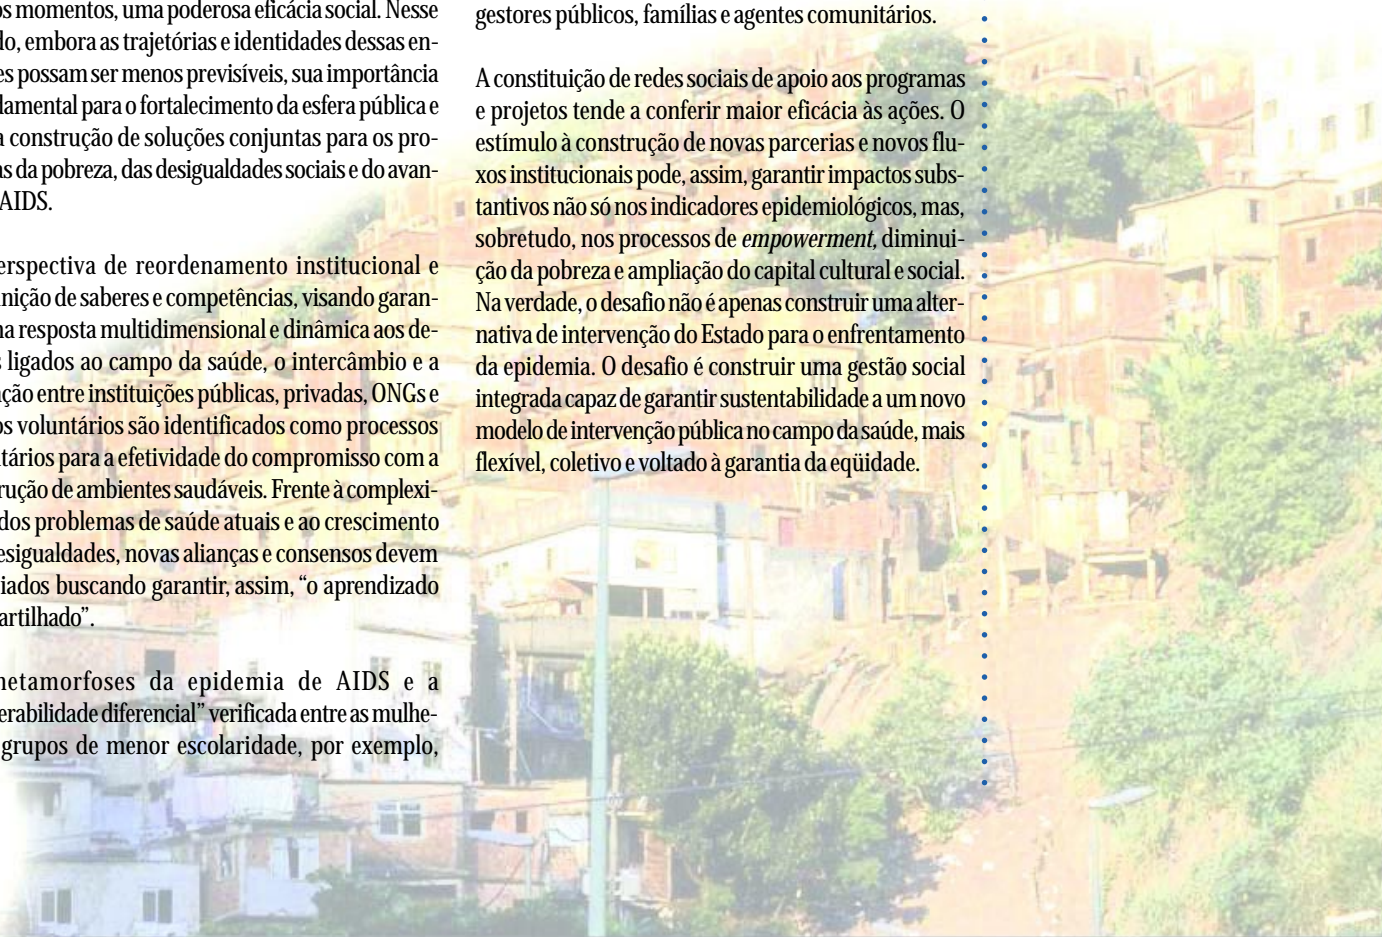 os momentos, uma poderosa eficácia social. Nesse
do, embora as trajetórias e identidades dessas en-
es possam ser menos previsíveis, sua importância
damental para o fortalecimento da esfera pública e
a construção de soluções conjuntas para os pro-
as da pobreza, das desigualdades sociais e do avan-
AIDS.
erspectiva de reordenamento institucional e
nição de saberes e competências, visando garan-
na resposta multidimensional e dinâmica aos de-
s ligados ao campo da saúde, o intercâmbio e a
ção entre instituições públicas, privadas, ONGs e
os voluntários são identificados como processos
tários para a efetividade do compromisso com a
rução de ambientes saudáveis. Frente à complexi-
dos problemas de saúde atuais e ao crescimento
esigualdades, novas alianças e consensos devem
iados buscando garantir, assim, “o aprendizado
artilhado”.
netamorfoses da epidemia de AIDS e a
erabilidade diferencial” verificada entre as mulhe-
grupos de menor escolaridade, por exemplo,
gestores públicos, famílias e agentes comunitários.
A constituição de redes sociais de apoio aos programas
e projetos tende a conferir maior eficácia às ações. O
estímulo à construção de novas parcerias e novos flu-
xos institucionais pode, assim, garantir impactos subs-
tantivos não só nos indicadores epidemiológicos, mas,
sobretudo, nos processos de empowerment, diminui-
ção da pobreza e ampliação do capital cultural e social.
Na verdade, o desafio não é apenas construir uma alter-
nativa de intervenção do Estado para o enfrentamento
da epidemia. O desafio é construir uma gestão social
integrada capaz de garantir sustentabilidade a um novo
modelo de intervenção pública no campo da saúde, mais
flexível, coletivo e voltado à garantia da eqüidade.